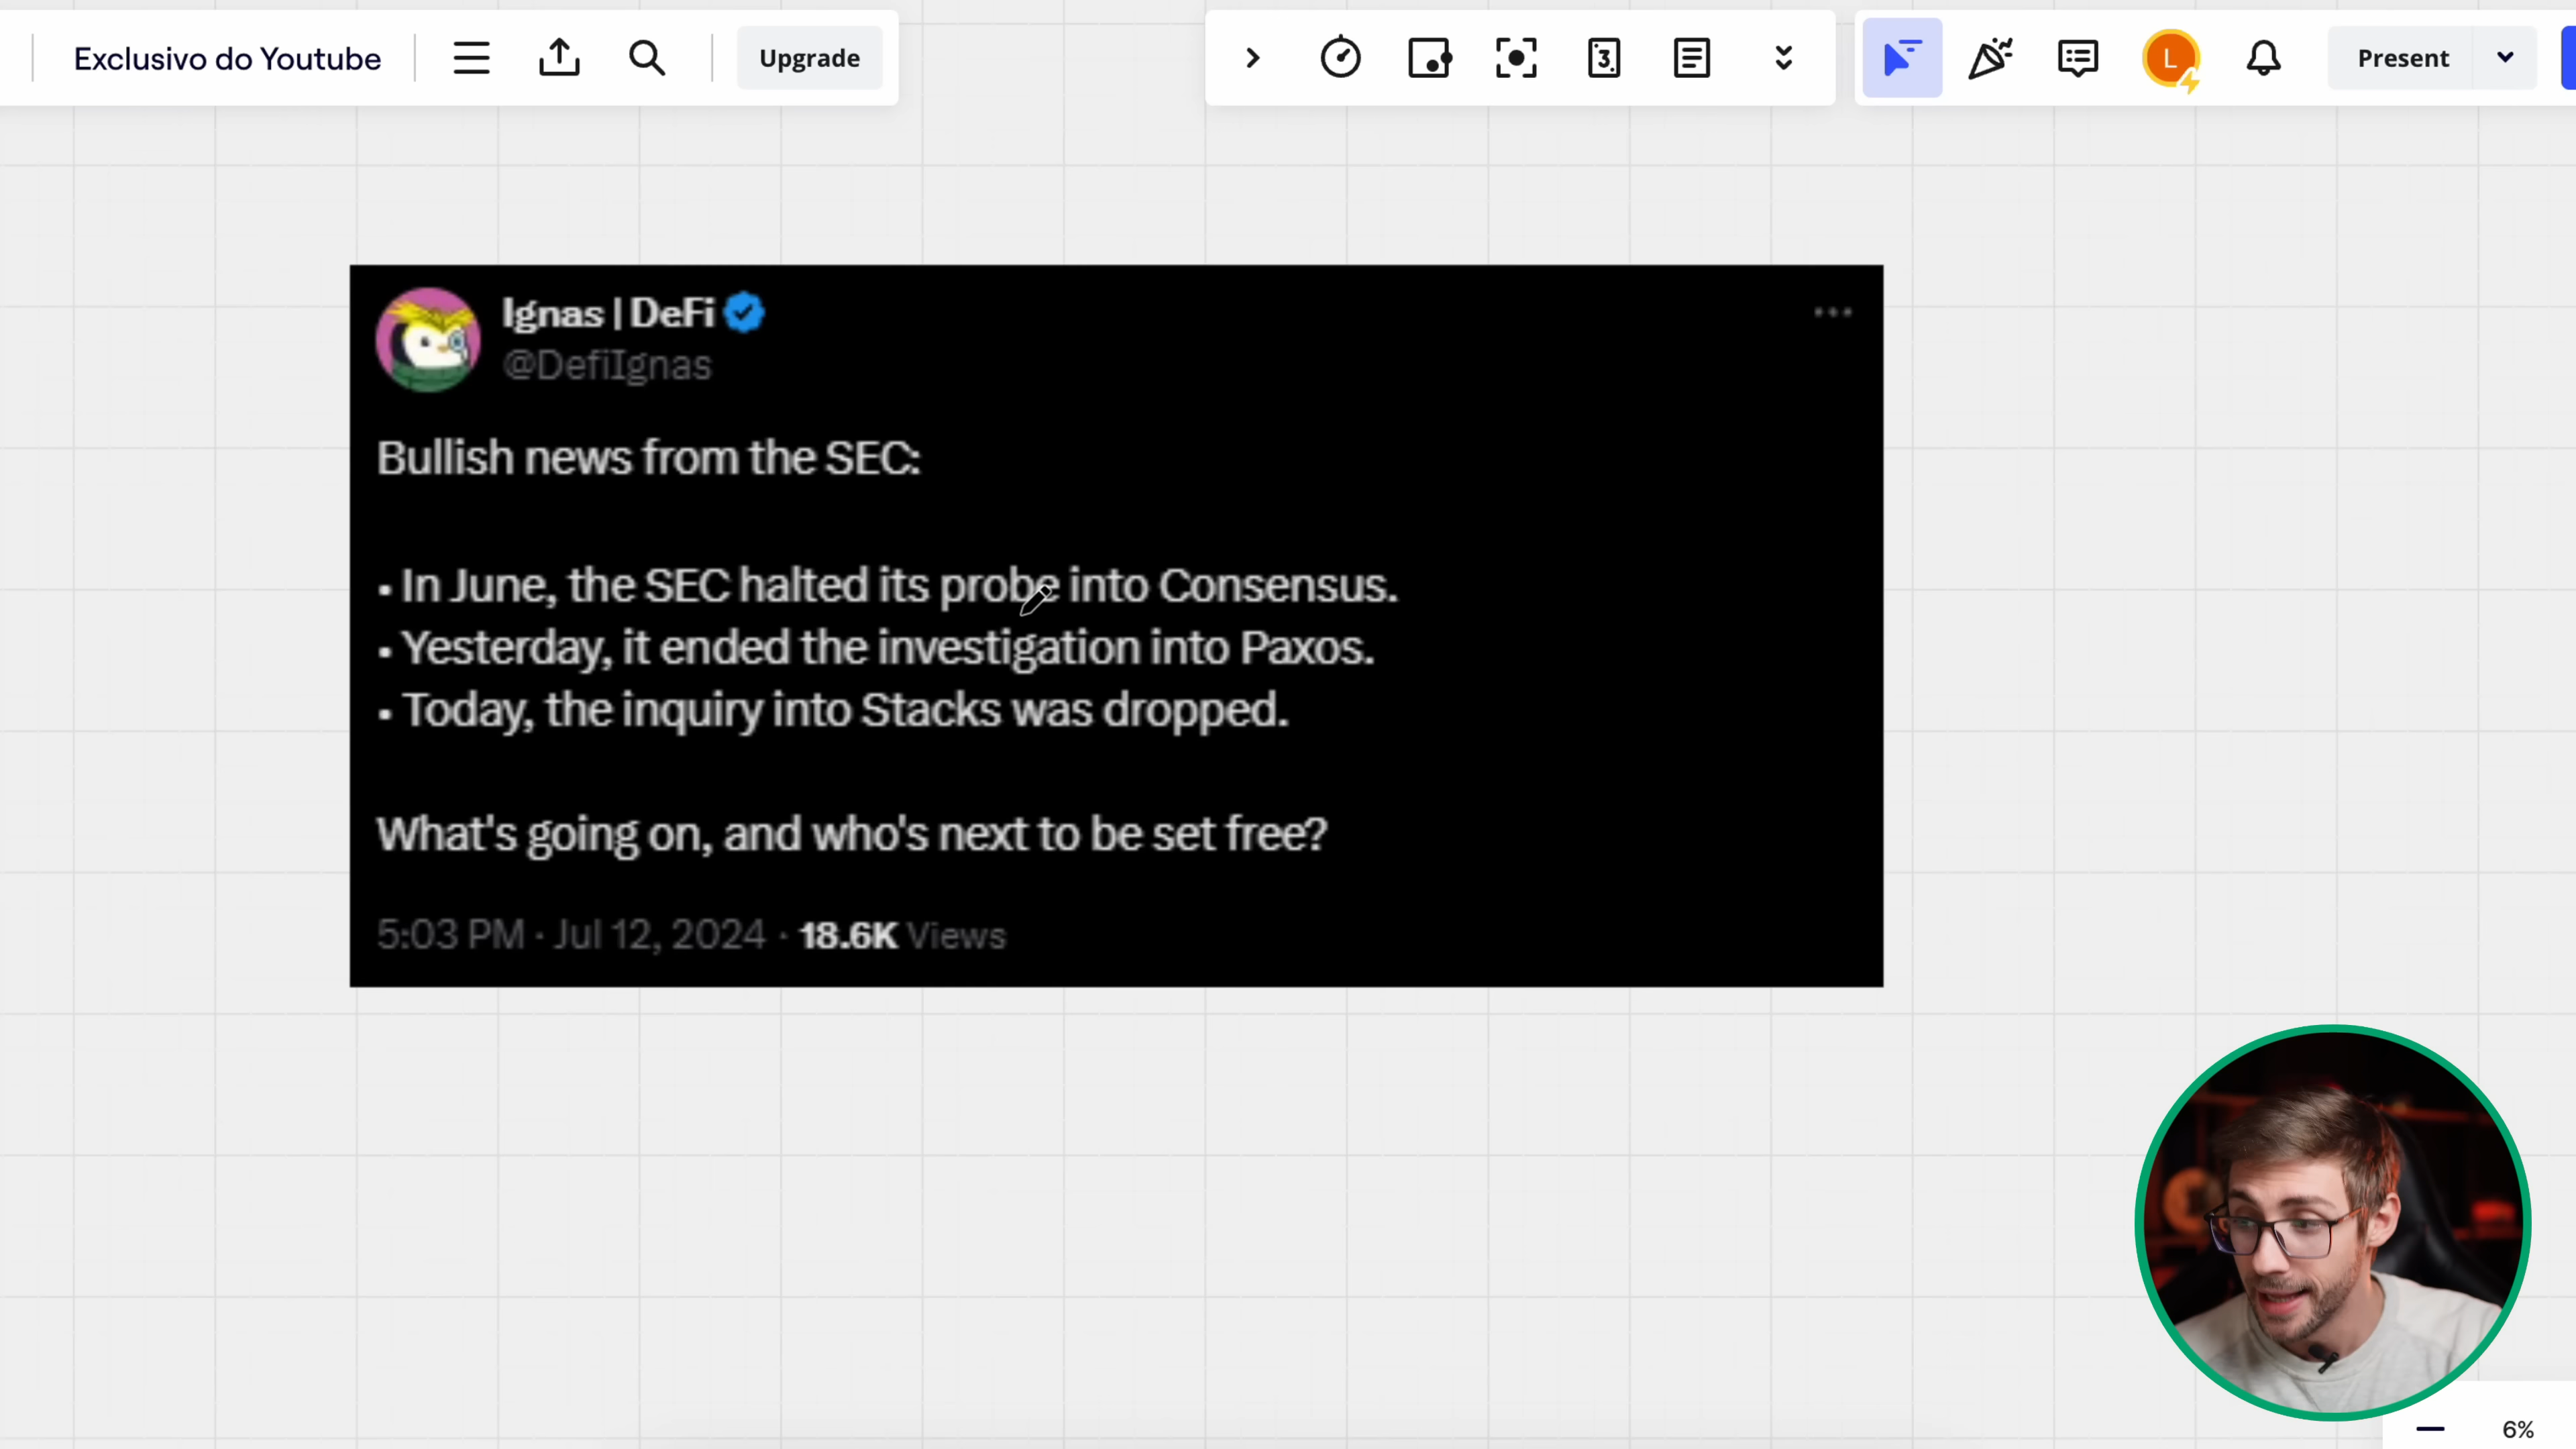 Exclusivo do Youtube
Upgrade
3
L
Present
Ignas | DeFi
@DefiIgnas
Bullish news from the SEC:
• In June, the SEC halted its probe into Consensus.
• Yesterday, it ended the investigation into Paxos.
• Today, the inquiry into Stacks was dropped.
What's going on, and who's next to be set free?
5:03 PM · Jul 12, 2024 · 18.6K Views
6%